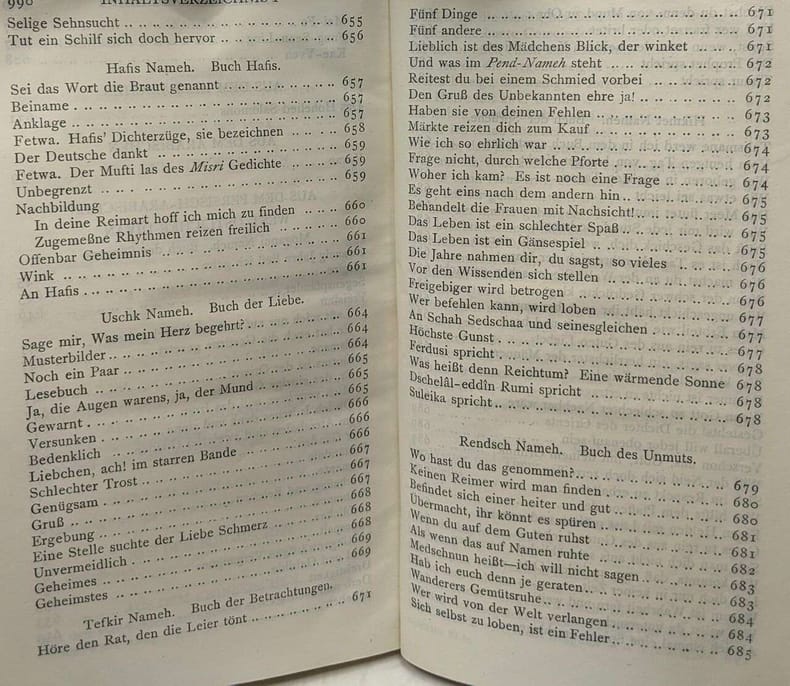 990 INHALTSVERZEICHNIS I
Selige Sehnsucht .. .. .. .. .. .. .. .. 655
Tut ein Schilf sich doch hervor .. .. .. .. .. 656
Hafis Nameh. Buch Hafis.
Sei das Wort die Braut genannt .. .. .. .. .. 657
Beiname .. .. .. .. .. .. .. .. .. 657
Anklage .. .. .. .. .. .. .. .. .. 657
Fetwa. Hafis' Dichterzüge, sie bezeichnen .. .. .. 658
Der Deutsche dankt .. .. .. .. .. .. .. 659
Fetwa. Der Mufti las des Misri Gedichte .. .. .. 659
Unbegrenzt .. .. .. .. .. .. .. .. 659
Nachbildung
In deine Reimart hoff ich mich zu finden .. .. .. 660
Zugemeßne Rhythmen reizen freilich .. .. .. 660
Offenbar Geheimnis .. .. .. .. .. .. .. 661
Wink .. .. .. .. .. .. .. .. .. 661
An Hafis .. .. .. .. .. .. .. .. .. 661
Uschk Nameh. Buch der Liebe.
Sage mir, Was mein Herz begehrt? .. .. .. .. 664
Musterbilder .. .. .. .. .. .. .. .. 664
Noch ein Paar .. .. .. .. .. .. .. .. 664
Lesebuch .. .. .. .. .. .. .. .. 665
Ja, die Augen warens, ja, der Mund .. .. .. .. 665
Gewarnt .. .. .. .. .. .. .. .. .. 665
Versunken .. .. .. .. .. .. .. .. 666
Bedenklich .. .. .. .. .. .. .. .. 666
Liebchen, ach! im starren Bande .. .. .. .. 666
Schlechter Trost .. .. .. .. .. .. .. 667
Genügsam .. .. .. .. .. .. .. .. 667
Gruß .. .. .. .. .. .. .. .. .. 667
Ergebung .. .. .. .. .. .. .. .. 668
Eine Stelle suchte der Liebe Schmerz .. .. .. .. 668
Unvermeidlich .. .. .. .. .. .. .. .. 668
Geheimes .. .. .. .. .. .. .. .. 669
Geheimstes .. .. .. .. .. .. .. .. 669
Tefkir Nameh. Buch der Betrachtungen.
Höre den Rat, den die Leier tönt .. .. .. .. .. 671
Fünf Dinge .. .. .. .. .. .. .. .. 671
Fünf andere .. .. .. .. .. .. .. .. 671
Lieblich ist des Mädchens Blick, der winket .. .. .. 671
Und was im Pend-Nameh steht .. .. .. .. .. 672
Reitest du bei einem Schmied vorbei .. .. .. .. 672
Den Gruß des Unbekannten ehre ja! .. .. .. .. 672
Haben sie von deinen Fehlen .. .. .. .. .. 673
Märkte reizen dich zum Kauf .. .. .. .. .. 673
Wie ich so ehrlich war .. .. .. .. .. .. 674
Frage nicht, durch welche Pforte .. .. .. .. .. 674
Woher ich kam? Es ist noch eine Frage .. .. .. 674
Es geht eins nach dem andern hin .. .. .. .. .. 675
Behandelt die Frauen mit Nachsicht! .. .. .. .. 675
Das Leben ist ein schlechter Spaß .. .. .. .. .. 675
Das Leben ist ein Gänsespiel .. .. .. .. .. 675
Die Jahre nahmen dir, du sagst, so vieles .. .. .. 676
Vor den Wissenden sich stellen .. .. .. .. .. 676
Freigebiger wird betrogen .. .. .. .. .. .. 676
Wer befehlen kann, wird loben .. .. .. .. .. 677
An Schah Sedschaa und seinesgleichen .. .. .. .. 677
Höchste Gunst .. .. .. .. .. .. .. .. 677
Ferdusi spricht .. .. .. .. .. .. .. .. 678
Was heißt denn Reichtum? Eine wärmende Sonne 678
Dschelâl-eddîn Rumi spricht .. .. .. .. .. 678
Suleika spricht .. .. .. .. .. .. .. .. 678
Rendsch Nameh. Buch des Unmuts.
Wo hast du das genommen? .. .. .. .. .. .. 679
Keinen Reimer wird man finden .. .. .. .. .. 680
Befindet sich einer heiter und gut .. .. .. .. .. 680
Übermacht, ihr könnt es spüren .. .. .. .. .. 681
Wenn du auf dem Guten ruhst .. .. .. .. .. 681
Als wenn das auf Namen ruhte .. .. .. .. .. 682
Medschnun heißt—ich will nicht sagen .. .. .. .. 683
Hab ich euch denn je geraten .. .. .. .. .. 683
Wanderers Gemütsruhe .. .. .. .. .. .. 684
Wer wird von der Welt verlangen .. .. .. .. .. 684
Sich selbst zu loben, ist ein Fehler .. .. .. .. .. 685